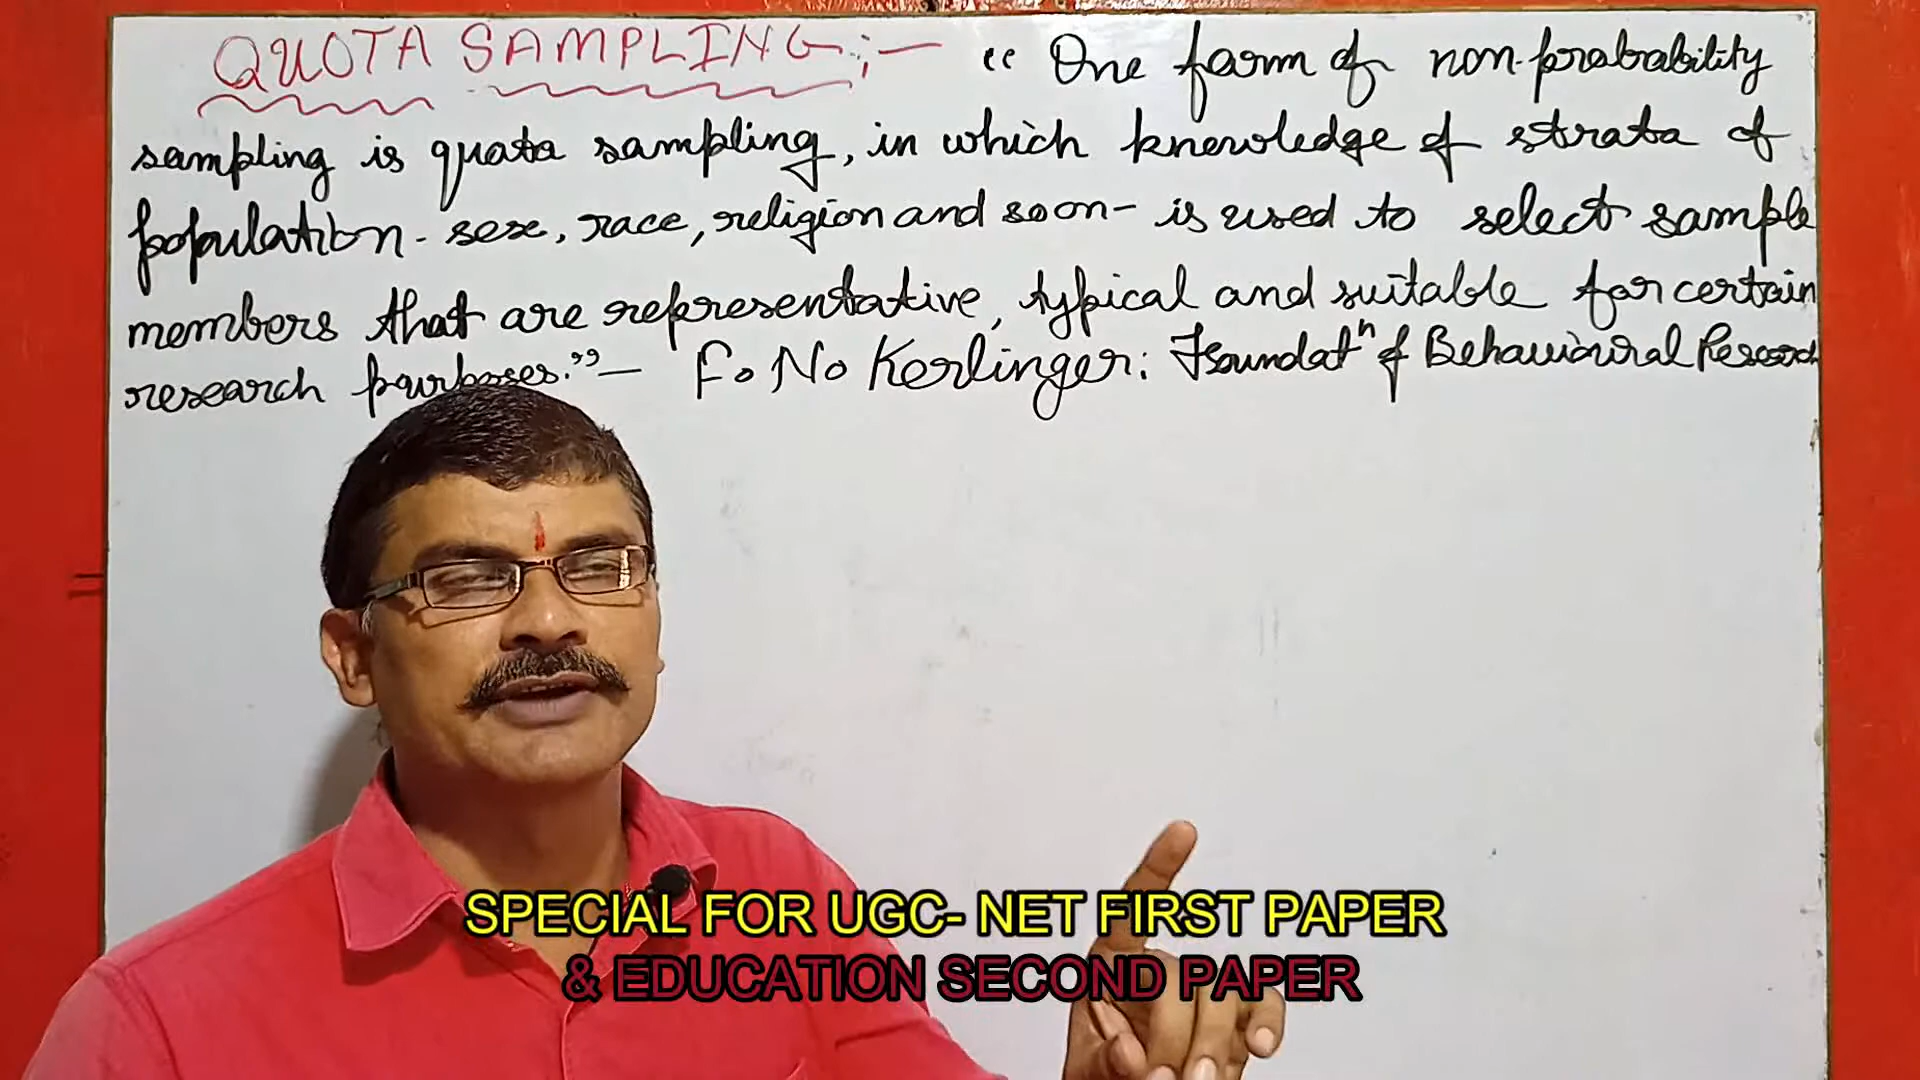 QUOTA SAMPLING :- “ One form of non-probability
sampling is quota sampling, in which knowledge of strata of
population - sex, race, religion and so on - is used to select sample
members that are representative, typical and suitable for certain
research purposes.” - F. N. Kerlinger : Foundatⁿ of Behavioural Research
SPECIAL FOR UGC- NET FIRST PAPER
& EDUCATION SECOND PAPER